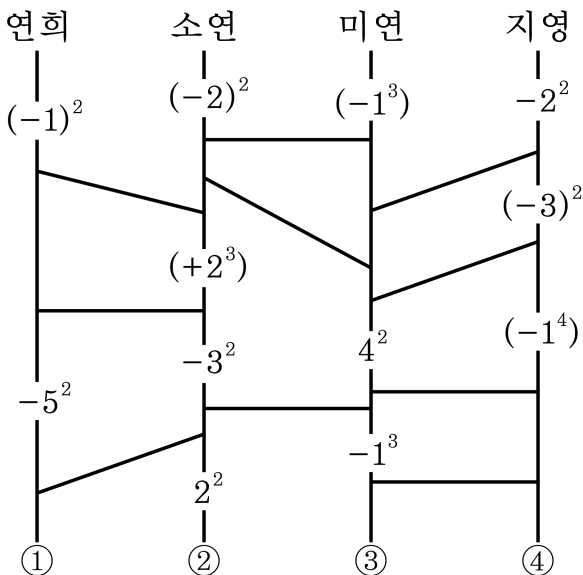 연희 소연 미연 지영
(-1)² (-2)² (-1³) -2²
(-3)²
(+2³)
(-1⁴)
-3² 4²
-5²
-1³
2²
① ② ③ ④